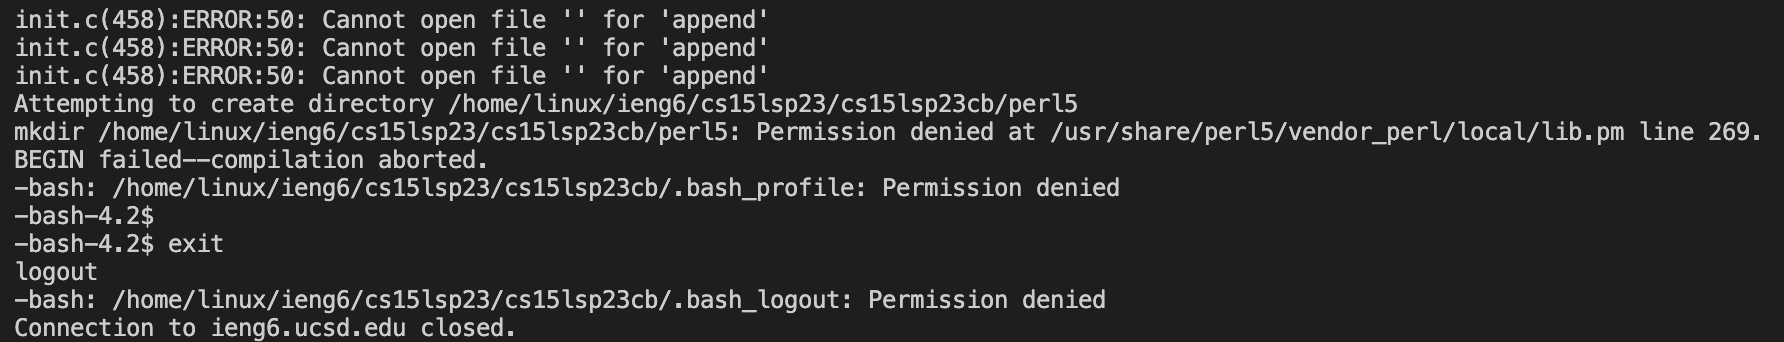 init.c(458):ERROR:50: Cannot open file '' for 'append'
init.c(458):ERROR:50: Cannot open file '' for 'append'
init.c(458):ERROR:50: Cannot open file '' for 'append'
Attempting to create directory /home/linux/ieng6/cs15lsp23/cs15lsp23cb/perl5
mkdir /home/linux/ieng6/cs15lsp23/cs15lsp23cb/perl5: Permission denied at /usr/share/perl5/vendor_perl/local/lib.pm line 269.
BEGIN failed--compilation aborted.
-bash: /home/linux/ieng6/cs15lsp23/cs15lsp23cb/.bash_profile: Permission denied
-bash-4.2$
-bash-4.2$ exit
logout
-bash: /home/linux/ieng6/cs15lsp23/cs15lsp23cb/.bash_logout: Permission denied
Connection to ieng6.ucsd.edu closed.